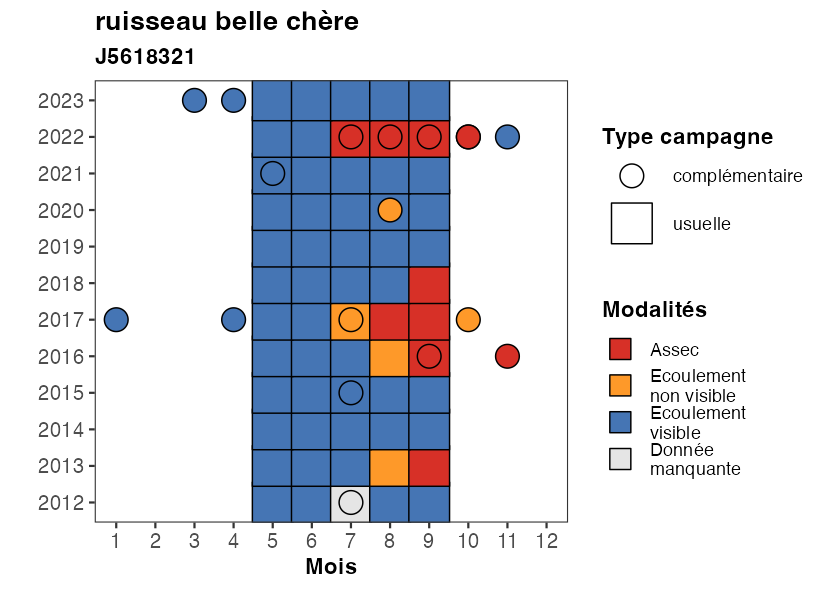 ruisseau belle chère
J5618321
2023
2022
2021
2020
2019
2018
2017
2016
2015
2014
2013
2012
1 2 3 4 5 6 7 8 9 10 11 12
Mois
Type campagne
complémentaire
usuelle
Modalités
Assec
Ecoulement
non visible
Ecoulement
visible
Donnée
manquante